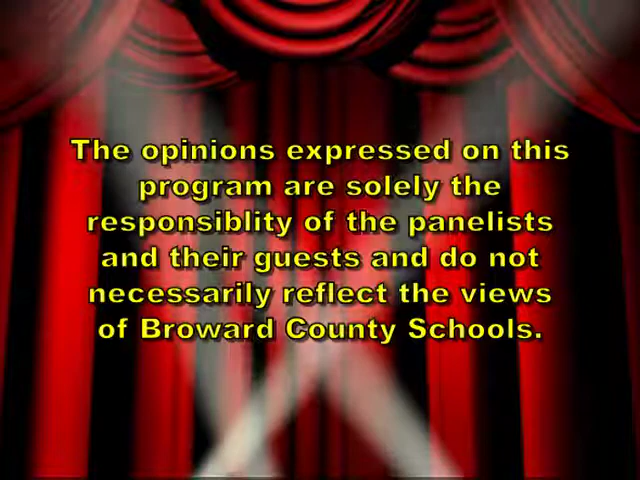 The opinions expressed on this
program are solely the
responsiblity of the panelists
and their guests and do not
necessarily reflect the views
of Broward County Schools.